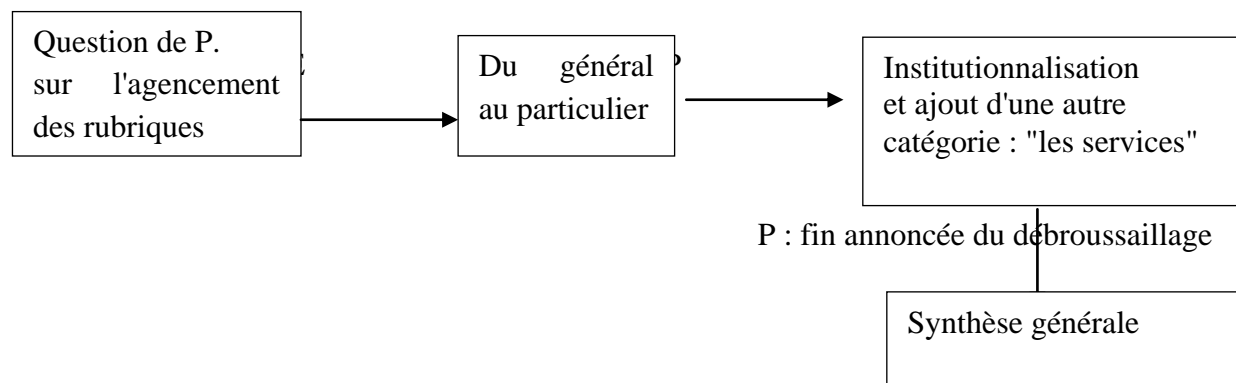 Question de P.
sur l'agencement
des rubriques
Du général
au particulier
Institutionnalisation
et ajout d'une autre
catégorie : "les services"
P : fin annoncée du débroussaillage
Synthèse générale